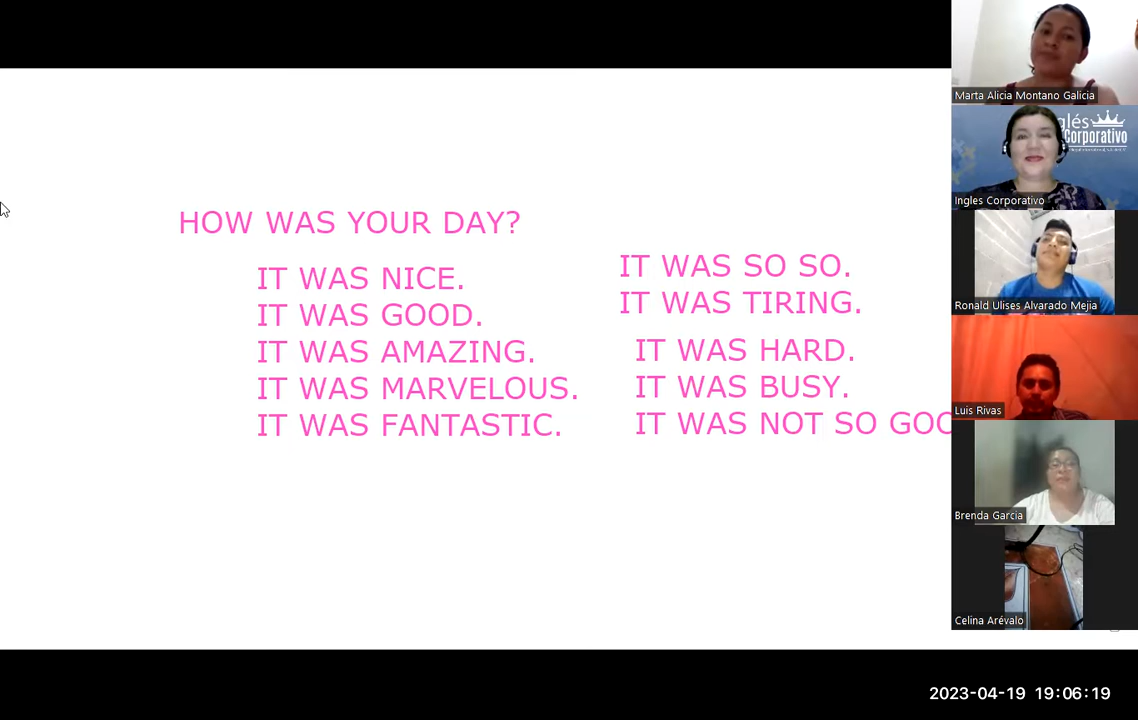 HOW WAS YOUR DAY?
IT WAS NICE.
IT WAS GOOD.
IT WAS AMAZING.
IT WAS MARVELOUS.
IT WAS FANTASTIC.
IT WAS SO SO.
IT WAS TIRING.
IT WAS HARD.
IT WAS BUSY.
IT WAS NOT SO GOO
Marta Alicia Montano Galicia
glés
Corporativo
Ingles Corporativo
Ronald Ulises Alvarado Mejia
Luis Rivas
Brenda Garcia
Celina Arévalo
2023-04-19 19:06:19